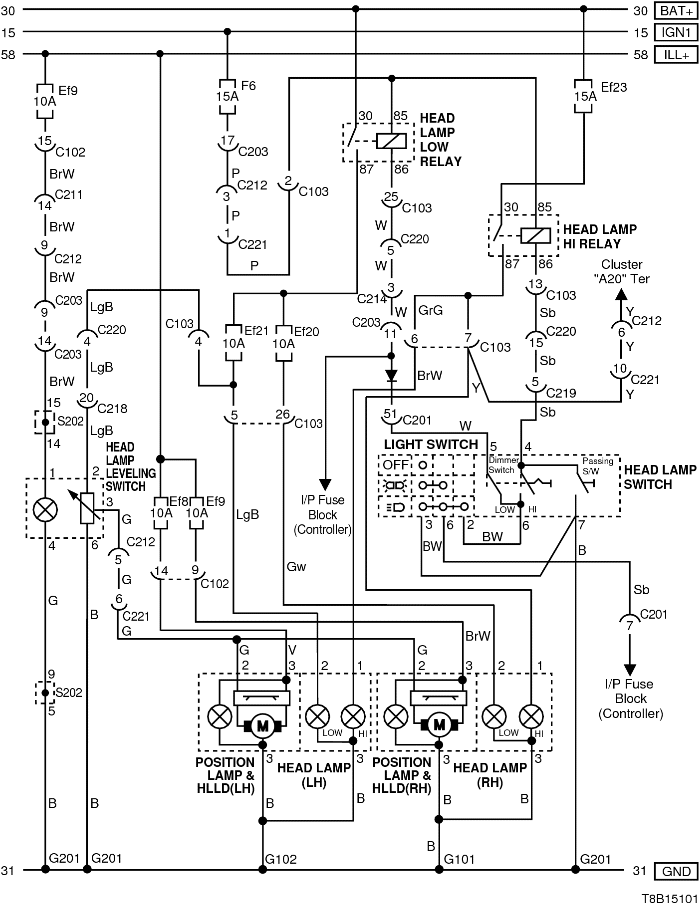 30 30 BAT+
15 15 IGN1
58 58 ILL+
Ef9 10A
F6 15A
Ef23 15A
30 85
HEAD
LAMP
LOW
RELAY
87 86
15 C102
17 C203
BrW
P
C211
14
C212
3
2 C103
25 C103
30 85
HEAD LAMP
HI RELAY
87 86
BrW
P
W
9
C212
1
C221
C220
5
BrW
P
W
Cluster
"A20" Ter
C203
9
LgB
C103
4
Ef21
10A
Ef20
10A
3
C214
W
GrG
13
C103
Sb
C212
6
Y
C220
4
C203
11
6
7
C103
C220
15
Sb
14
C203
LgB
BrW
Y
10
C221
Y
BrW
20
C218
5
C219
Sb
15
S202
14
LgB
5
26
C103
51
C201
W
LIGHT SWITCH
OFF
5
4
Dimmer
Switch
Passing
S/W
LOW
HI
HEAD LAMP
SWITCH
3 6 2
6
7
BW
BW
B
HEAD
LAMP
LEVELING
SWITCH
1
2
3
G
4
6
Ef8
10A
Ef9
10A
LgB
I/P Fuse
Block
(Controller)
C212
5
G
14
9
C102
Gw
G
B
6
C221
G
Sb
C201
7
BrW
I/P Fuse
Block
(Controller)
9
S202
5
G
2
V
3
2
1
G
2
3
2
1
M
LOW
HI
M
LOW
HI
3
3
3
3
POSITION
LAMP &
HLLD(LH)
HEAD LAMP
(LH)
POSITION
LAMP &
HLLD(RH)
HEAD LAMP
(RH)
B
B
B
B
B
B
B
G201
G201
G102
G101
G201
31 31 GND
T8B15101